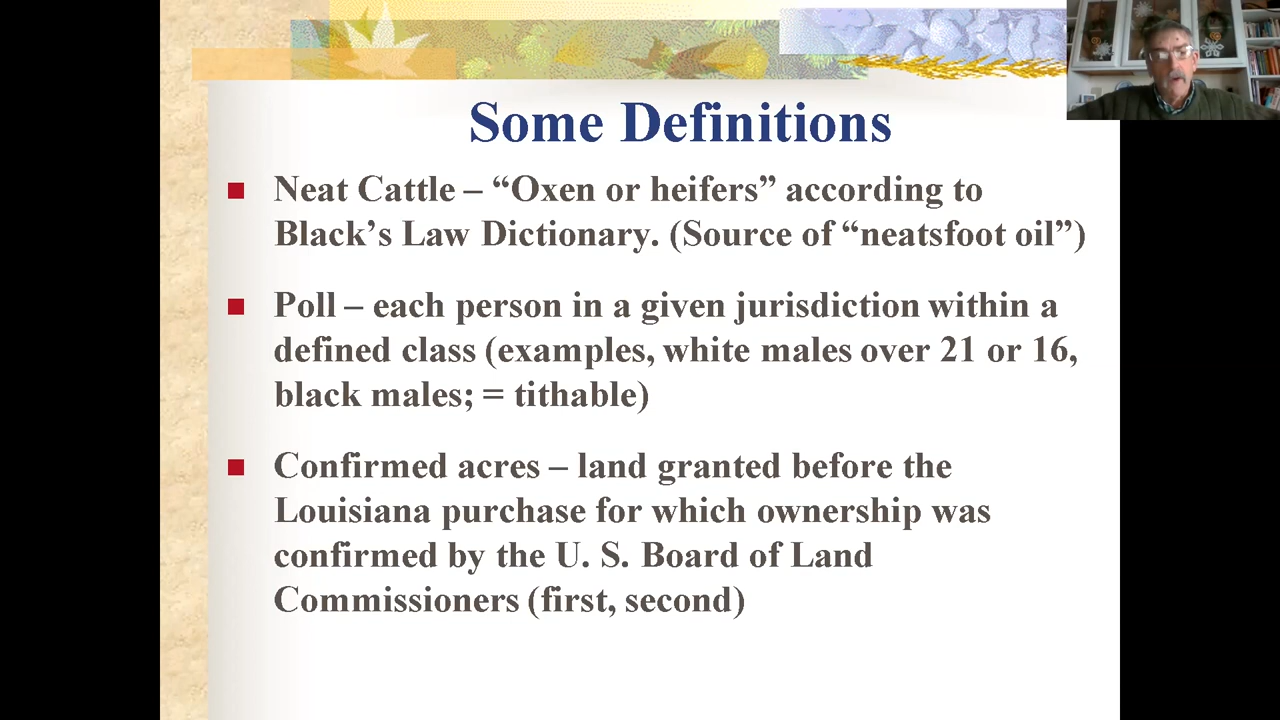 Some Definitions
Neat Cattle – “Oxen or heifers” according to
Black’s Law Dictionary. (Source of “neatsfoot oil”)
Poll – each person in a given jurisdiction within a
defined class (examples, white males over 21 or 16,
black males; = tithable)
Confirmed acres – land granted before the
Louisiana purchase for which ownership was
confirmed by the U. S. Board of Land
Commissioners (first, second)